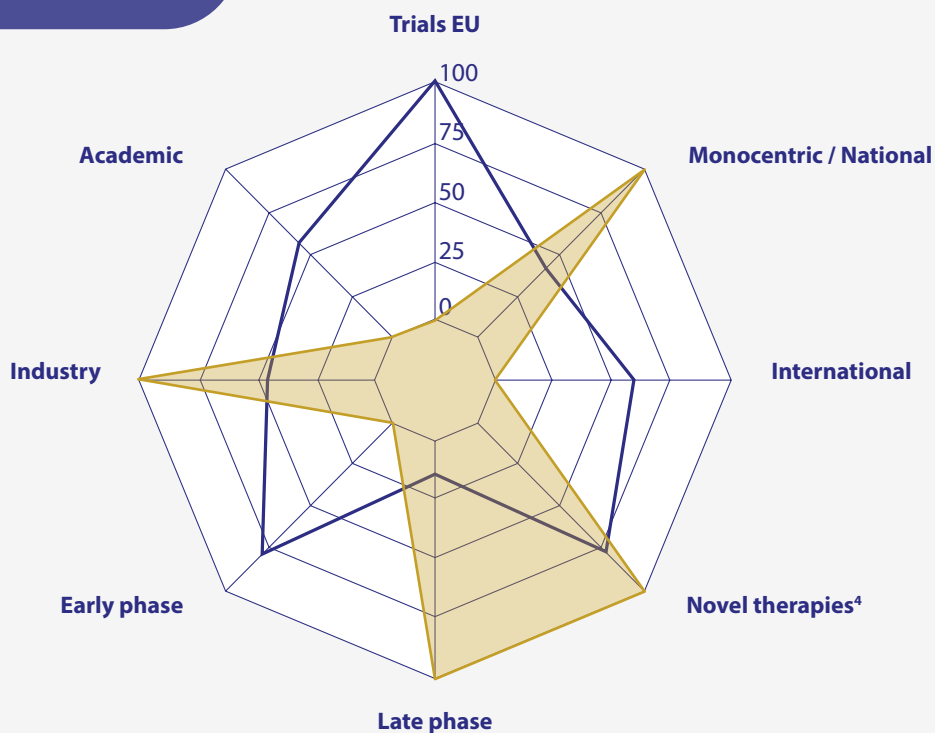 Trials EU
100
75
50
25
0
Academic
Monocentric / National
Industry
International
Early phase
Novel therapies⁴
Late phase